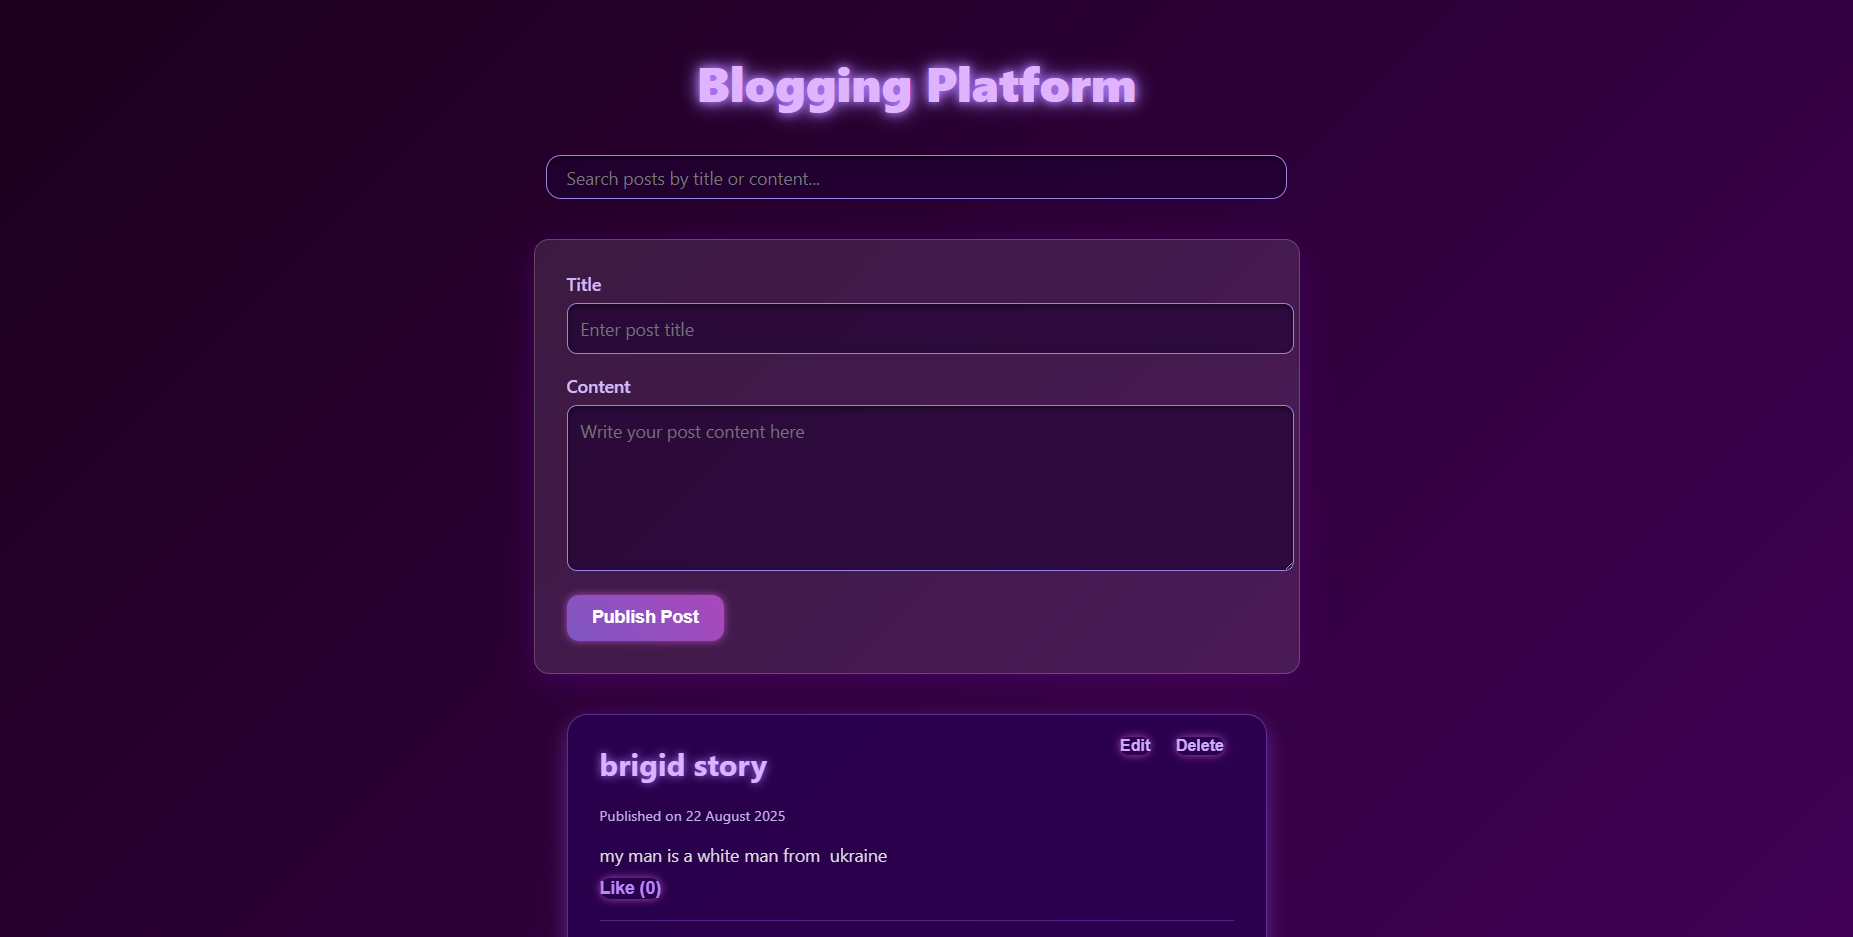 Blogging Platform
Search posts by title or content...
Title
Enter post title
Content
Write your post content here
Publish Post
Edit Delete
brigid story
Published on 22 August 2025
my man is a white man from  ukraine
Like (0)